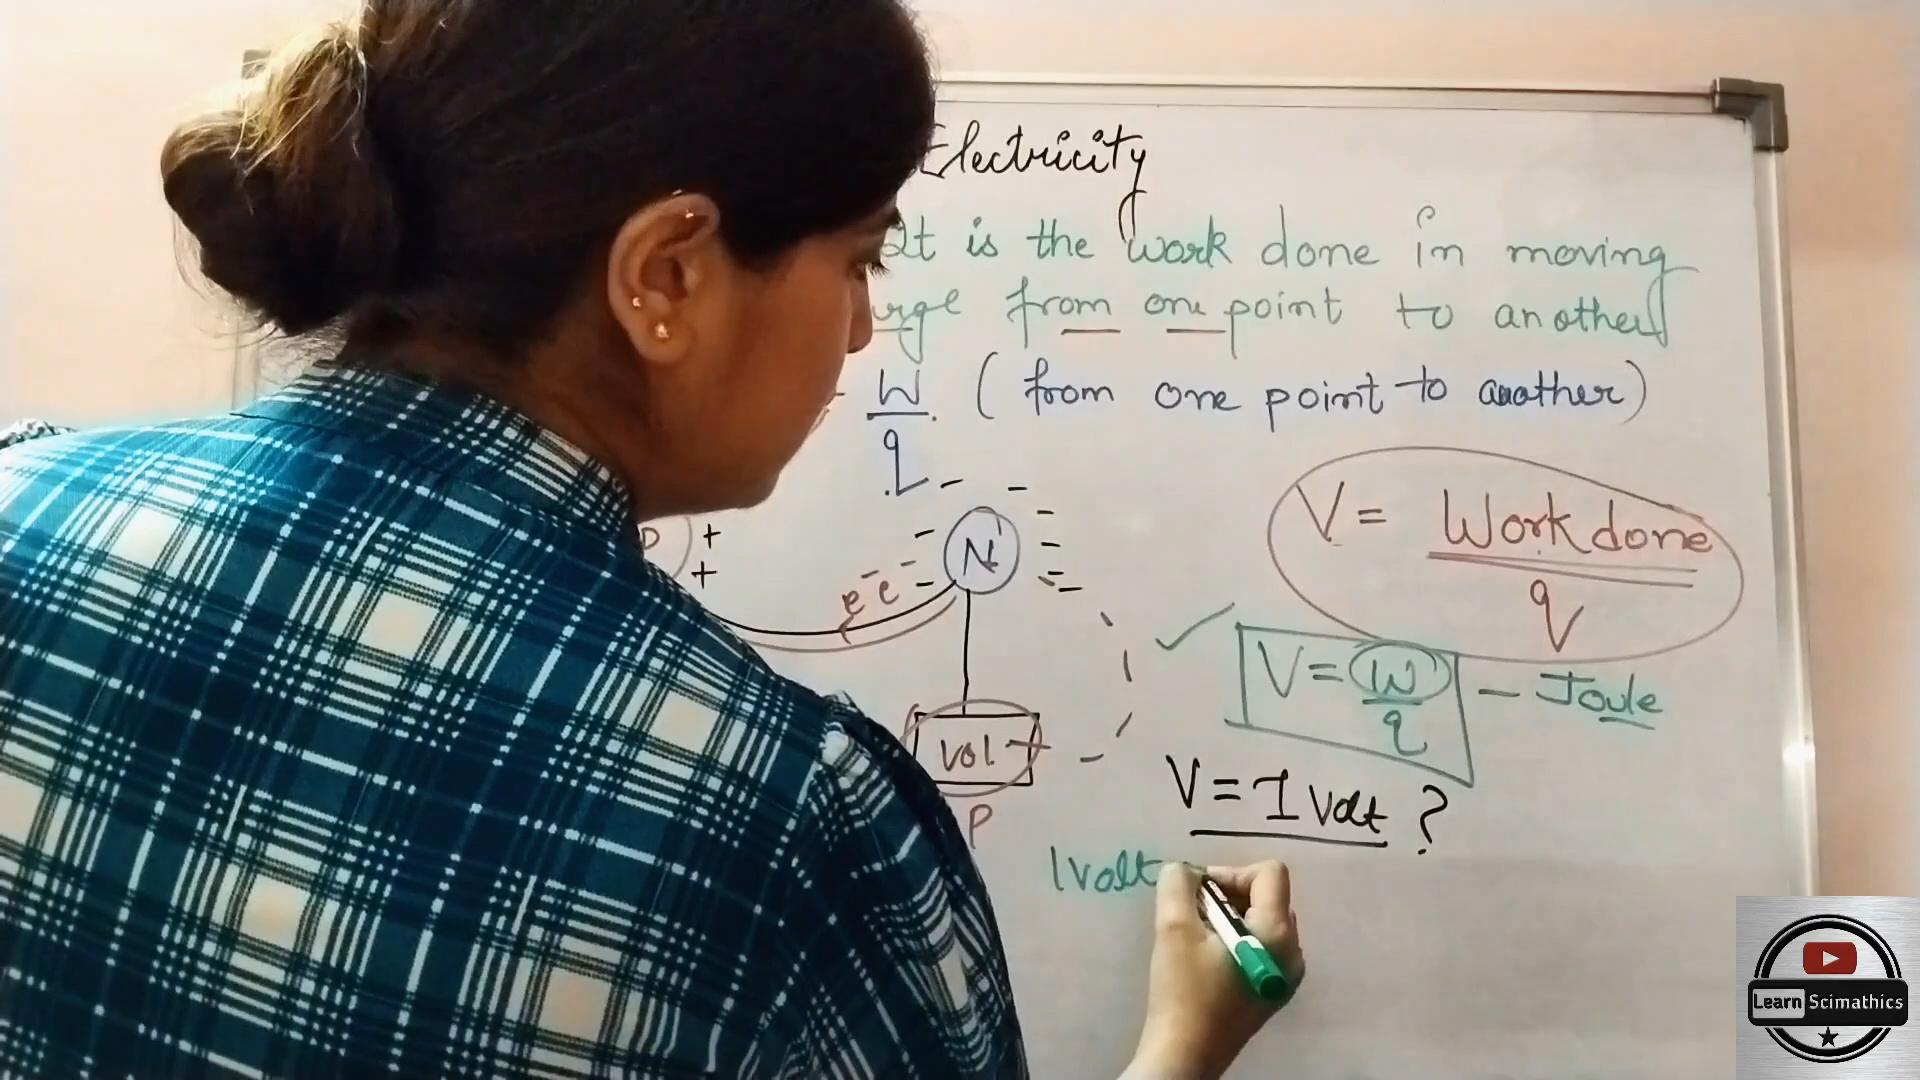 Electricity
It is the work done in moving
from one point to another
W ( from one point to another )
q
V = Work done
q
+
+
N
e e
V = W - Joule
q
Vol
V = 1 Volt ?
P
1 volt
Learn Scimathics